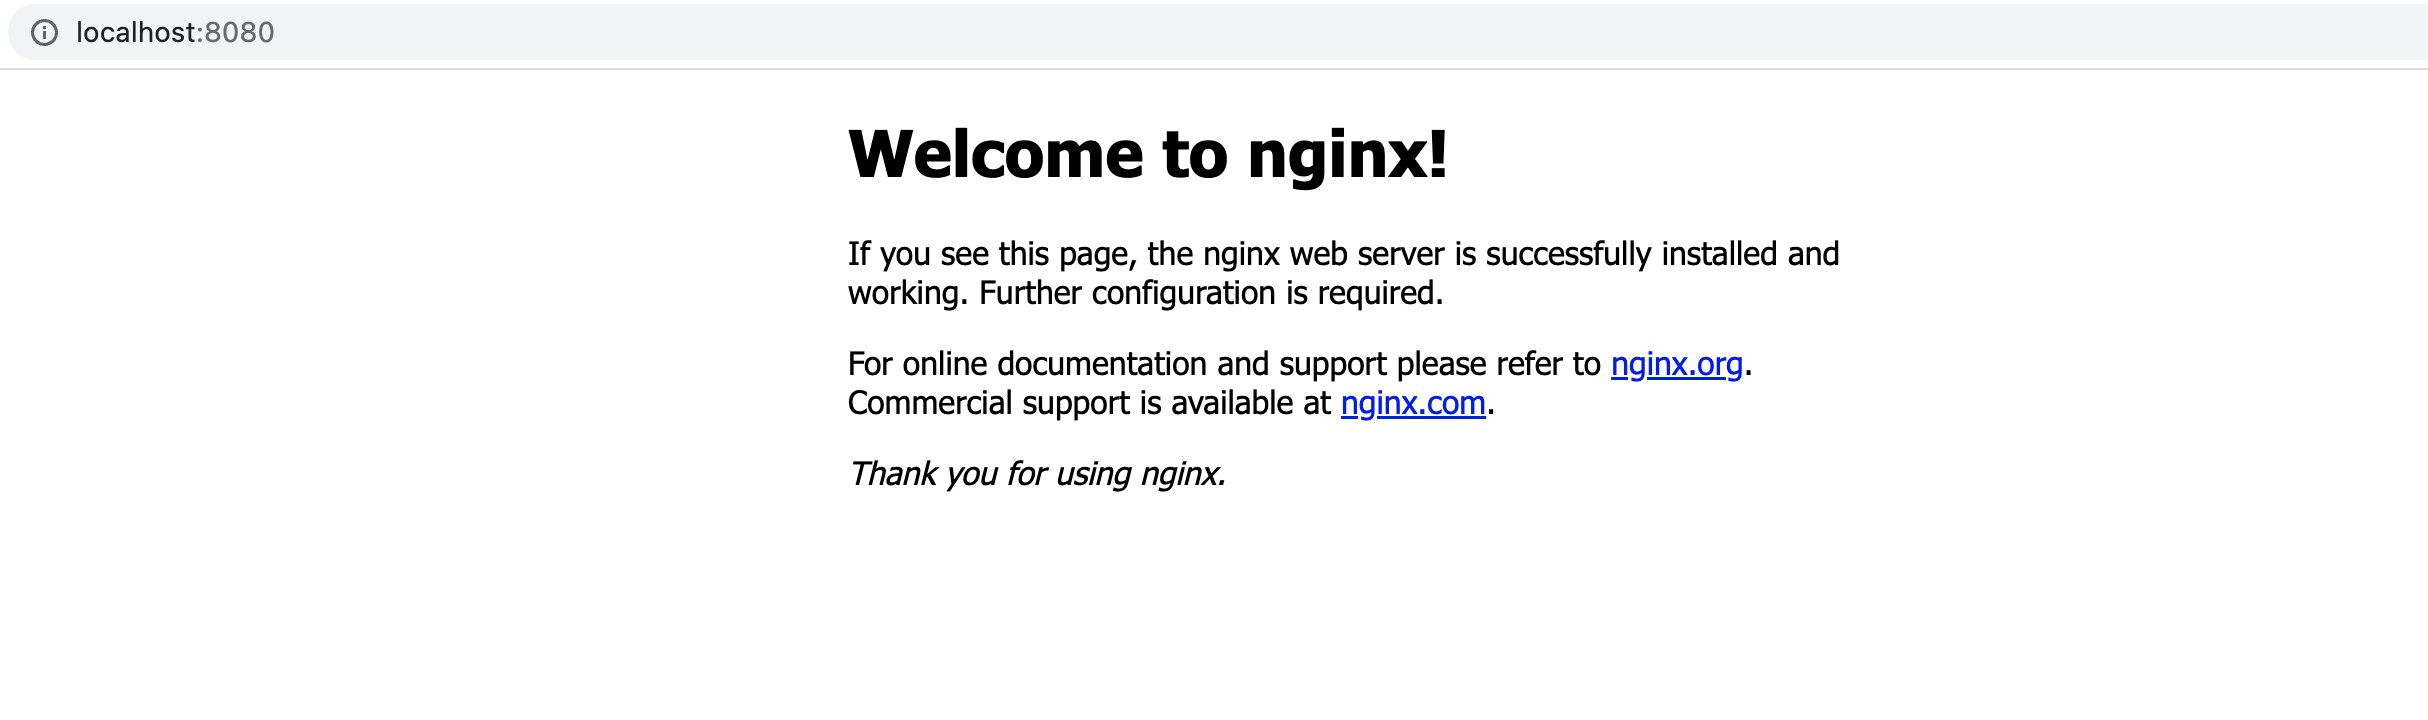 localhost:8080
Welcome to nginx!
If you see this page, the nginx web server is successfully installed and
working. Further configuration is required.
For online documentation and support please refer to nginx.org.
Commercial support is available at nginx.com.
Thank you for using nginx.